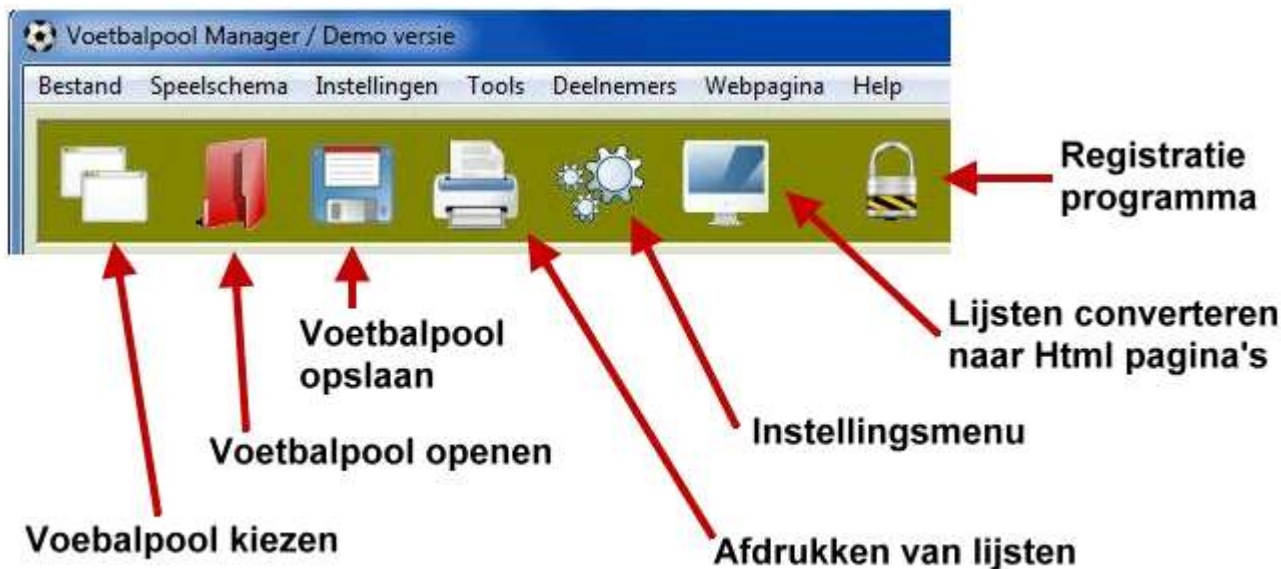 Voetbalpool Manager / Demo versie
Bestand Speelschema Instellingen Tools Deelnemers Webpagina Help
Registratie
programma
Lijsten converteren
naar Html pagina's
Voetbalpool
opslaan
Instellingsmenu
Voetbalpool openen
Voebalpool kiezen
Afdrukken van lijsten